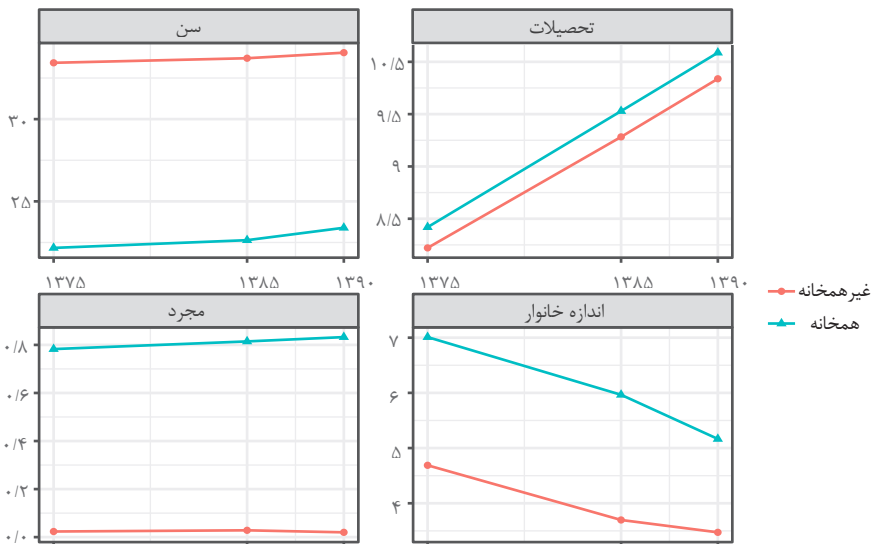 تحصیلات
۱۰/۵
۹/۵
۹
۸/۵
۱۳۷۵ ۱۳۸۵ ۱۳۹۰
سن
۳۰
۲۵
۱۳۷۵ ۱۳۸۵ ۱۳۹۰
غیرهمخانه
همخانه
اندازه خانوار
۷
۶
۵
۴
مجرد
۰/۸
۰/۶
۰/۴
۰/۲
۰/۰